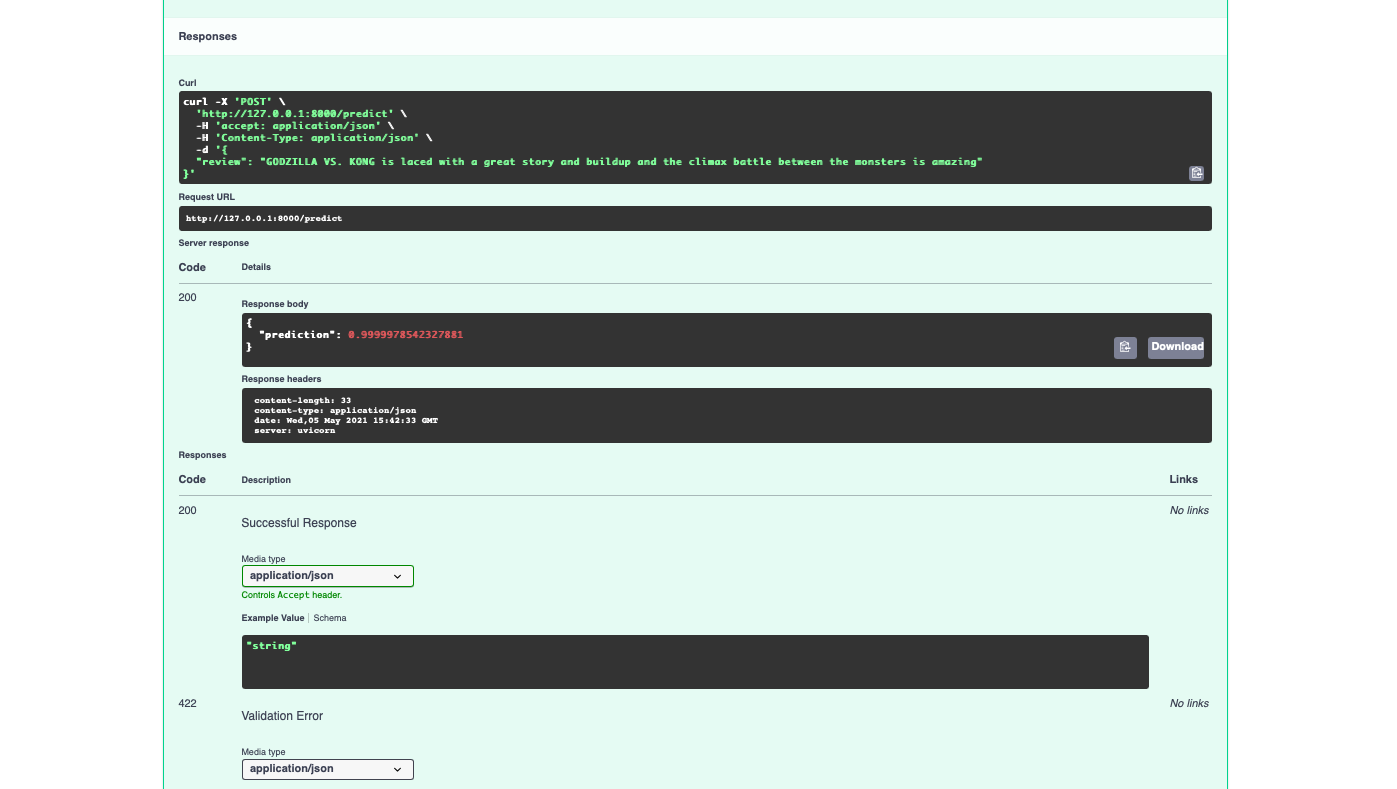 Responses
Curl
curl -X 'POST' \
'http://127.0.0.1:8000/predict' \
-H 'accept: application/json' \
-H 'Content-Type: application/json' \
-d '{
"review": "GODZILLA VS. KONG is laced with a great story and buildup and the climax battle between the monsters is amazing"
}'
Request URL
http://127.0.0.1:8000/predict
Server response
Code Details
200
Response body
{
"prediction": 0.9999978542327881
}
Download
Response headers
content-length: 33
content-type: application/json
date: Wed,05 May 2021 15:42:33 GMT
server: uvicorn
Responses
Code Description Links
200 No links
Successful Response
Media type
application/json
Controls Accept header.
Example Value Schema
"string"
422 No links
Validation Error
Media type
application/json